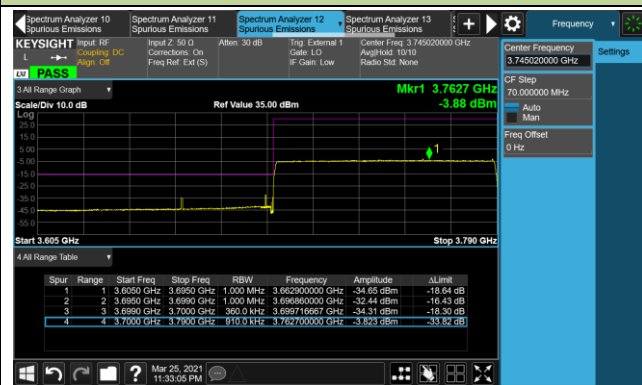 Spectrum Analyzer 10 Spectrum Analyzer 11 Spectrum Analyzer 12 Spectrum Analyzer 13
Spurious Emissions Spurious Emissions Spurious Emissions Spurious Emissions
Frequency
KEYSIGHT Input: RF Input Z: 50 Ω Atten: 30 dB Trig: External 1 Center Freq: 3.745020000 GHz
L Coupling: DC Corrections: On Gate: LO Avg|Hold: 10/10
Align: Off Freq Ref: Ext (S) IF Gain: Low Radio Std: None
LXI PASS
Center Frequency
3.745020000 GHz
Settings
CF Step
70.000000 MHz
Auto
Man
Freq Offset
0 Hz
3 All Range Graph
Mkr1 3.7627 GHz
Scale/Div 10.0 dB Ref Value 35.00 dBm -3.88 dBm
Log
25.0
15.0
5.00
-5.00
-15.0
-25.0
-35.0
-45.0
-55.0
1
Start 3.605 GHz Stop 3.790 GHz
4 All Range Table
Spur Range Start Freq Stop Freq RBW Frequency Amplitude ΔLimit
1 1 3.6050 GHz 3.6950 GHz 1.000 MHz 3.662900000 GHz -34.65 dBm -18.64 dB
2 2 3.6950 GHz 3.6990 GHz 1.000 MHz 3.696860000 GHz -32.44 dBm -16.43 dB
3 3 3.6990 GHz 3.7000 GHz 360.0 kHz 3.699716667 GHz -34.31 dBm -18.30 dB
4 4 3.7000 GHz 3.7900 GHz 910.0 kHz 3.762700000 GHz -3.823 dBm -33.82 dB
Mar 25, 2021
11:33:05 PM